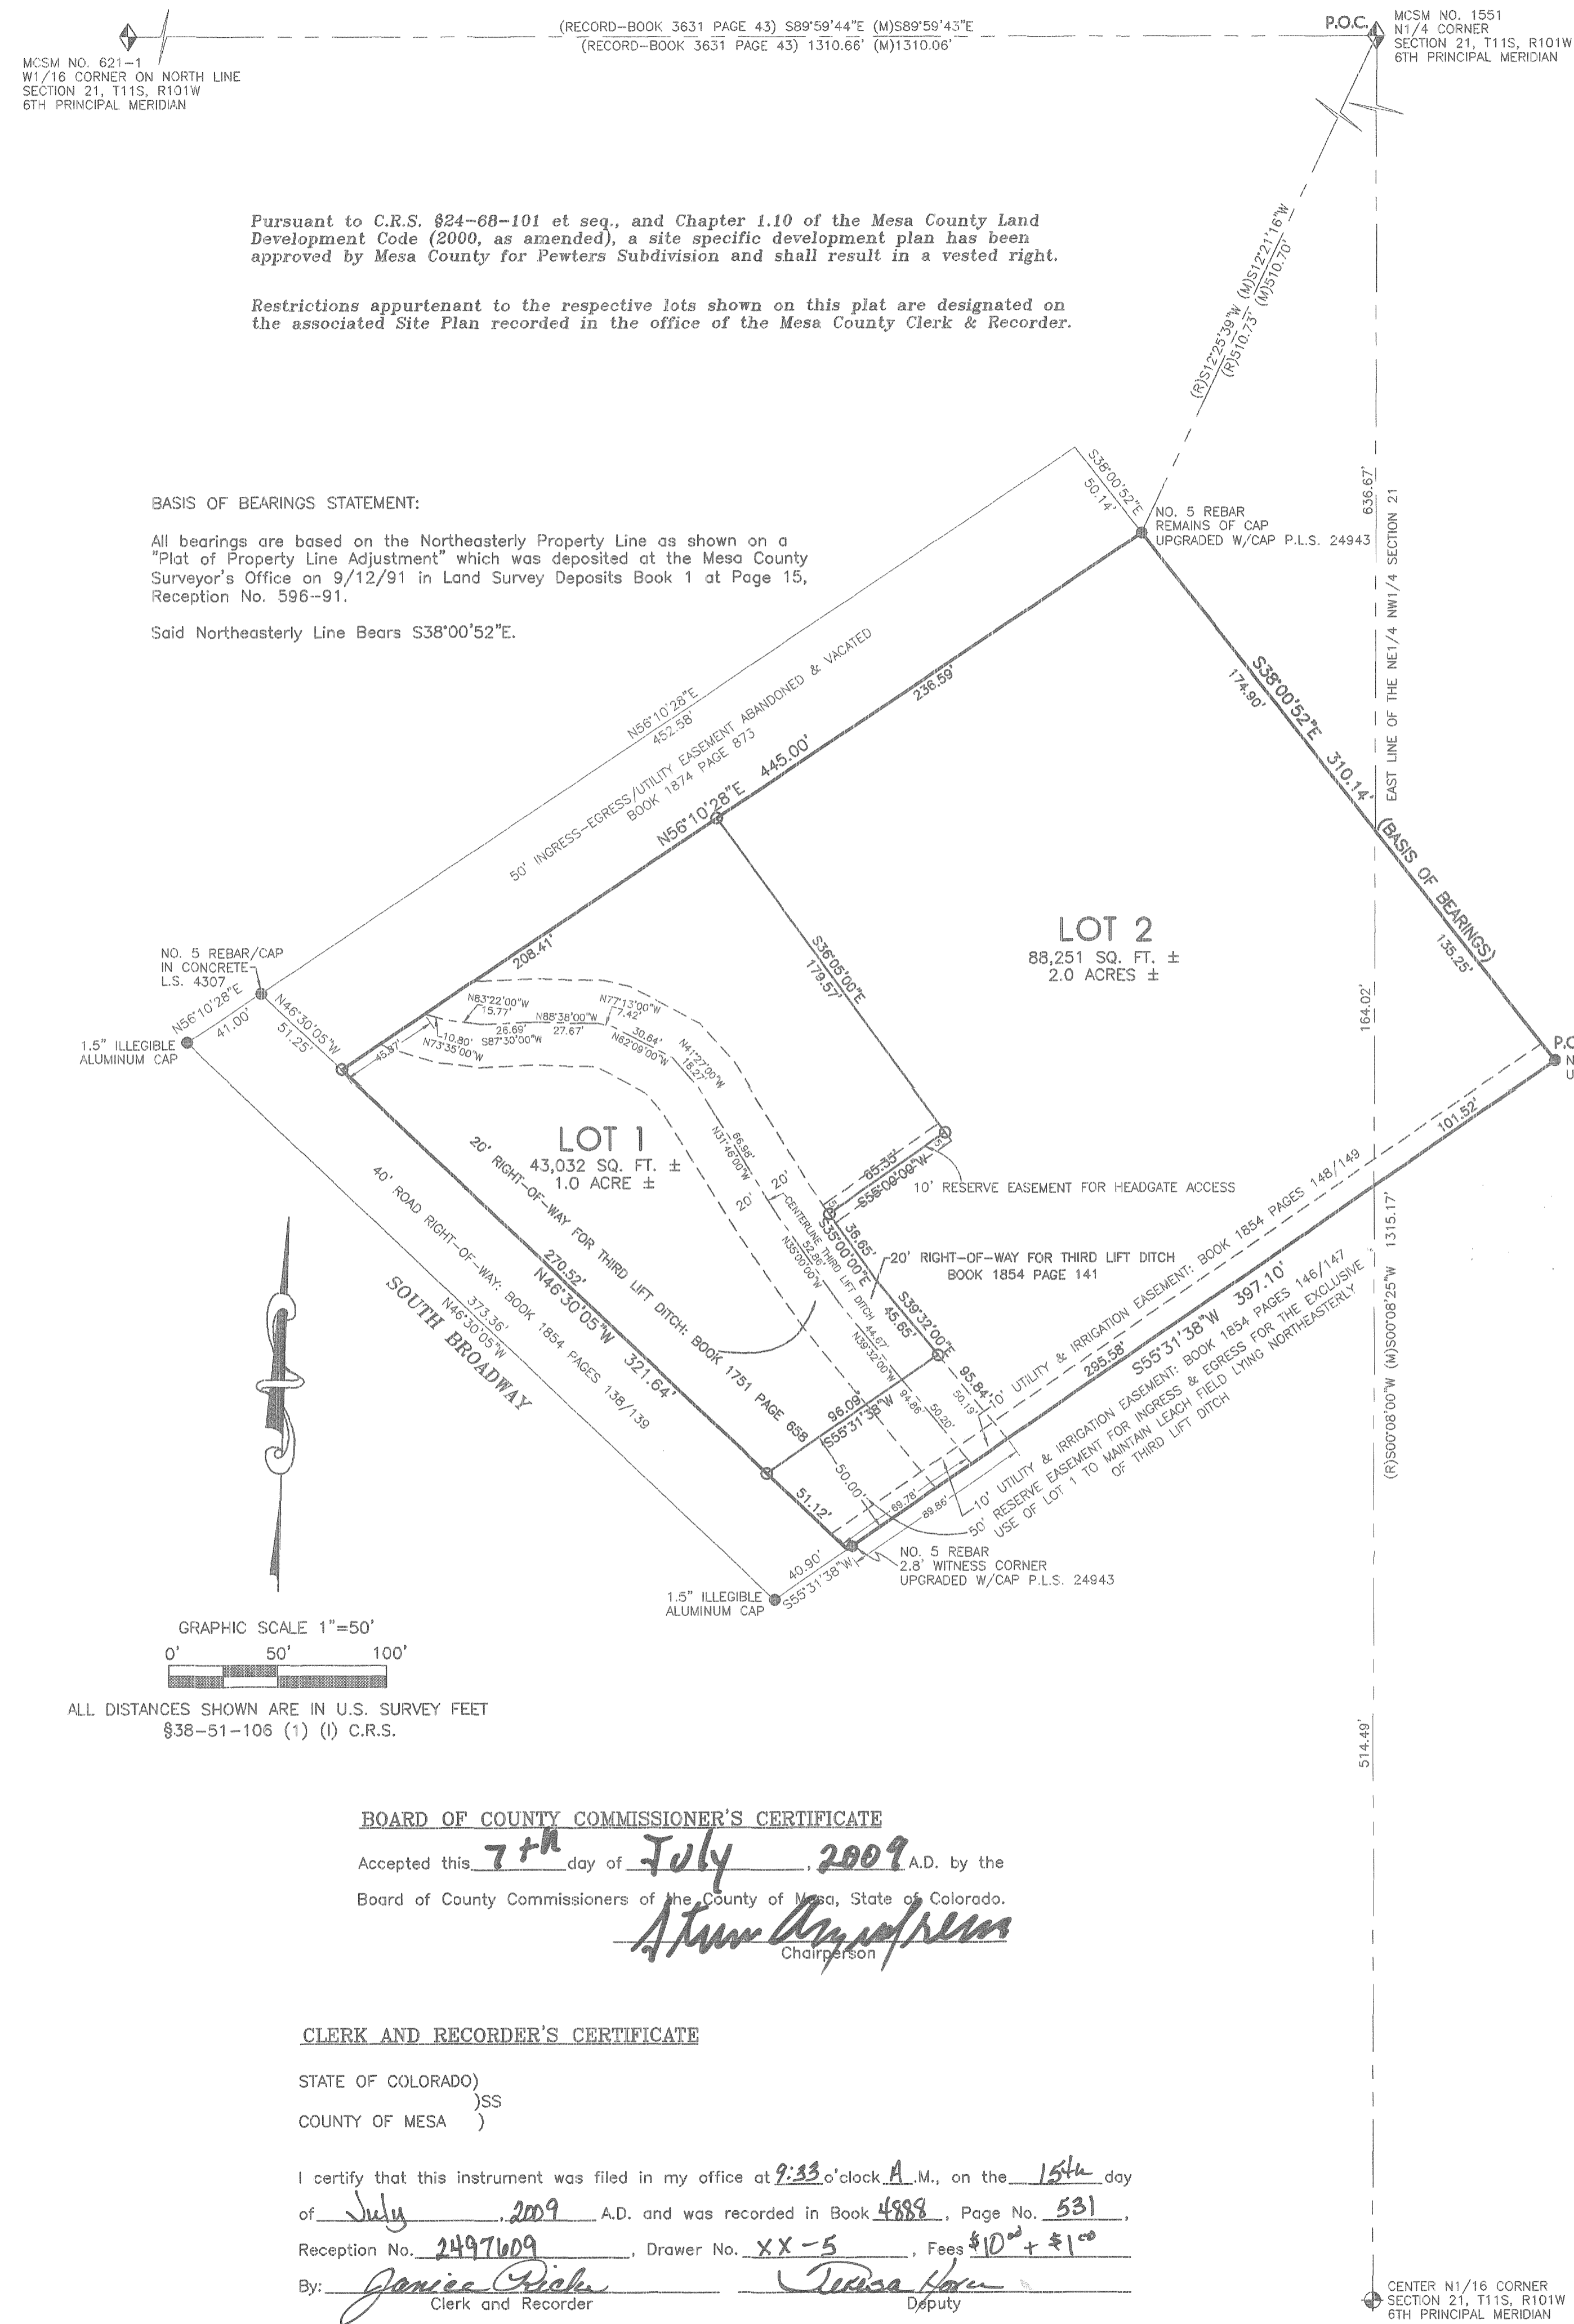 (RECORD-BOOK 3631 PAGE 43) S89°59'44"E (M)S89°59'43"E
(RECORD-BOOK 3631 PAGE 43) 1310.66' (M)1310.06'
P.O.C.
MCSM NO. 1551
N1/4 CORNER
SECTION 21, T11S, R101W
6TH PRINCIPAL MERIDIAN
MCSM NO. 621-1
W1/16 CORNER ON NORTH LINE
SECTION 21, T11S, R101W
6TH PRINCIPAL MERIDIAN
Pursuant to C.R.S. §24-68-101 et seq., and Chapter 1.10 of the Mesa County Land
Development Code (2000, as amended), a site specific development plan has been
approved by Mesa County for Pewters Subdivision and shall result in a vested right.
Restrictions appurtenant to the respective lots shown on this plat are designated on
the associated Site Plan recorded in the office of the Mesa County Clerk & Recorder.
(R)S12°25'39"W (M)S12°21'16"W
(R)510.73' (M)510.70'
636.67'
EAST LINE OF THE NE1/4 NW1/4 SECTION 21
S38°00'52"E
50.14'
NO. 5 REBAR
REMAINS OF CAP
UPGRADED W/CAP P.L.S. 24943
BASIS OF BEARINGS STATEMENT:
All bearings are based on the Northeasterly Property Line as shown on a
"Plat of Property Line Adjustment" which was deposited at the Mesa County
Surveyor's Office on 9/12/91 in Land Survey Deposits Book 1 at Page 15,
Reception No. 596-91.
Said Northeasterly Line Bears S38°00'52"E.
N56°10'28"E
452.58'
50' INGRESS-EGRESS/UTILITY EASEMENT ABANDONED & VACATED
BOOK 1874 PAGE 873
236.59'
N56°10'28"E 445.00'
208.41'
S38°00'52"E 310.14' (BASIS OF BEARINGS)
174.90'
135.25'
LOT 2
88,251 SQ. FT. ±
2.0 ACRES ±
S36°05'00"E
179.57'
164.02'
NO. 5 REBAR/CAP
IN CONCRETE
L.S. 4307
N56°10'28"E
41.00'
N46°30'05"W
51.25'
1.5" ILLEGIBLE
ALUMINUM CAP
45.87'
10.80'
N73°35'00"W
N83°22'00"W
15.77'
26.69'
S87°30'00"W
N88°38'00"W
27.67'
N77°13'00"W
7.42'
30.64'
N62°09'00"W
N41°27'00"W
18.27'
66.98'
N31°46'00"W
LOT 1
43,032 SQ. FT. ±
1.0 ACRE ±
20'
20'
CENTERLINE THIRD LIFT DITCH
52.86'
N35°00'00"W
44.67'
N39°32'00"W
94.86'
50.20'
5'
5'
65.35'
S56°00'00"W
10' RESERVE EASEMENT FOR HEADGATE ACCESS
36.65'
S35°00'00"E
20' RIGHT-OF-WAY FOR THIRD LIFT DITCH
BOOK 1854 PAGE 141
S39°32'00"E
45.65'
95.84'
50.19'
20' RIGHT-OF-WAY FOR THIRD LIFT DITCH: BOOK 1751 PAGE 658
270.52'
N46°30'05"W 321.64'
40' ROAD RIGHT-OF-WAY: BOOK 1854 PAGES 138/139
373.36'
N46°30'05"W
SOUTH BROADWAY
96.09'
S55°31'38"W
50.00'
51.12'
69.78'
89.86'
P.O
N
U
101.52'
10' UTILITY & IRRIGATION EASEMENT: BOOK 1854 PAGES 148/149
295.58'
S55°31'38"W 397.10'
10' UTILITY & IRRIGATION EASEMENT: BOOK 1854 PAGES 146/147
50' RESERVE EASEMENT FOR INGRESS & EGRESS FOR THE EXCLUSIVE
USE OF LOT 1 TO MAINTAIN LEACH FIELD LYING NORTHEASTERLY
OF THIRD LIFT DITCH
(R)S00°08'00"W (M)S00°08'25"W 1315.17'
NO. 5 REBAR
2.8' WITNESS CORNER
UPGRADED W/CAP P.L.S. 24943
40.90'
S55°31'38"W
1.5" ILLEGIBLE
ALUMINUM CAP
GRAPHIC SCALE 1"=50'
0' 50' 100'
ALL DISTANCES SHOWN ARE IN U.S. SURVEY FEET
§38-51-106 (1) (l) C.R.S.
514.49'
BOARD OF COUNTY COMMISSIONER'S CERTIFICATE
Accepted this 7th day of July, 2009 A.D. by the
Board of County Commissioners of the County of Mesa, State of Colorado.
Chairperson
CLERK AND RECORDER'S CERTIFICATE
STATE OF COLORADO)
)SS
COUNTY OF MESA )
I certify that this instrument was filed in my office at 9:33 o'clock A.M., on the 15th day
of July, 2009 A.D. and was recorded in Book 4888, Page No. 531,
Reception No. 2497609, Drawer No. XX-5, Fees $10.00 + $1.00
By: Janice Rich Teresa
Clerk and Recorder Deputy
CENTER N1/16 CORNER
SECTION 21, T11S, R101W
6TH PRINCIPAL MERIDIAN